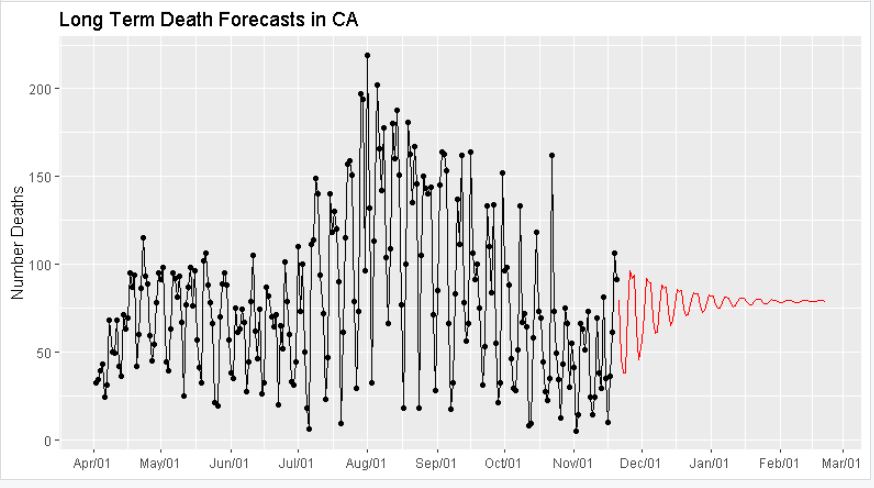 Long Term Death Forecasts in CA
Number Deaths
200
150
100
50
0
Apr/01 May/01 Jun/01 Jul/01 Aug/01 Sep/01 Oct/01 Nov/01 Dec/01 Jan/01 Feb/01 Mar/01